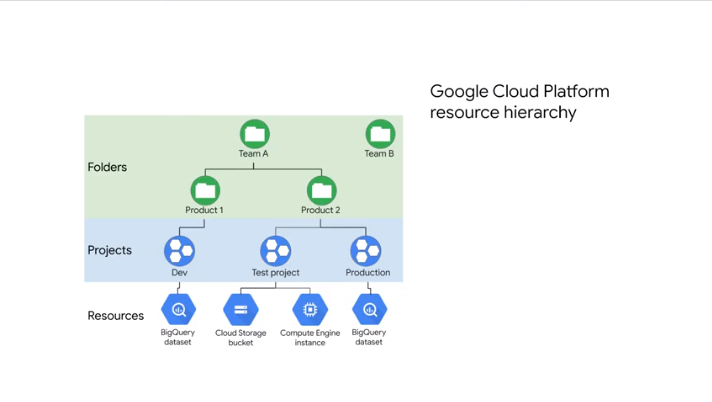 Google Cloud Platform
resource hierarchy
Folders
Team A
Team B
Product 1
Product 2
Projects
Dev
Test project
Production
Resources
BigQuery
dataset
Cloud Storage
bucket
Compute Engine
instance
BigQuery
dataset